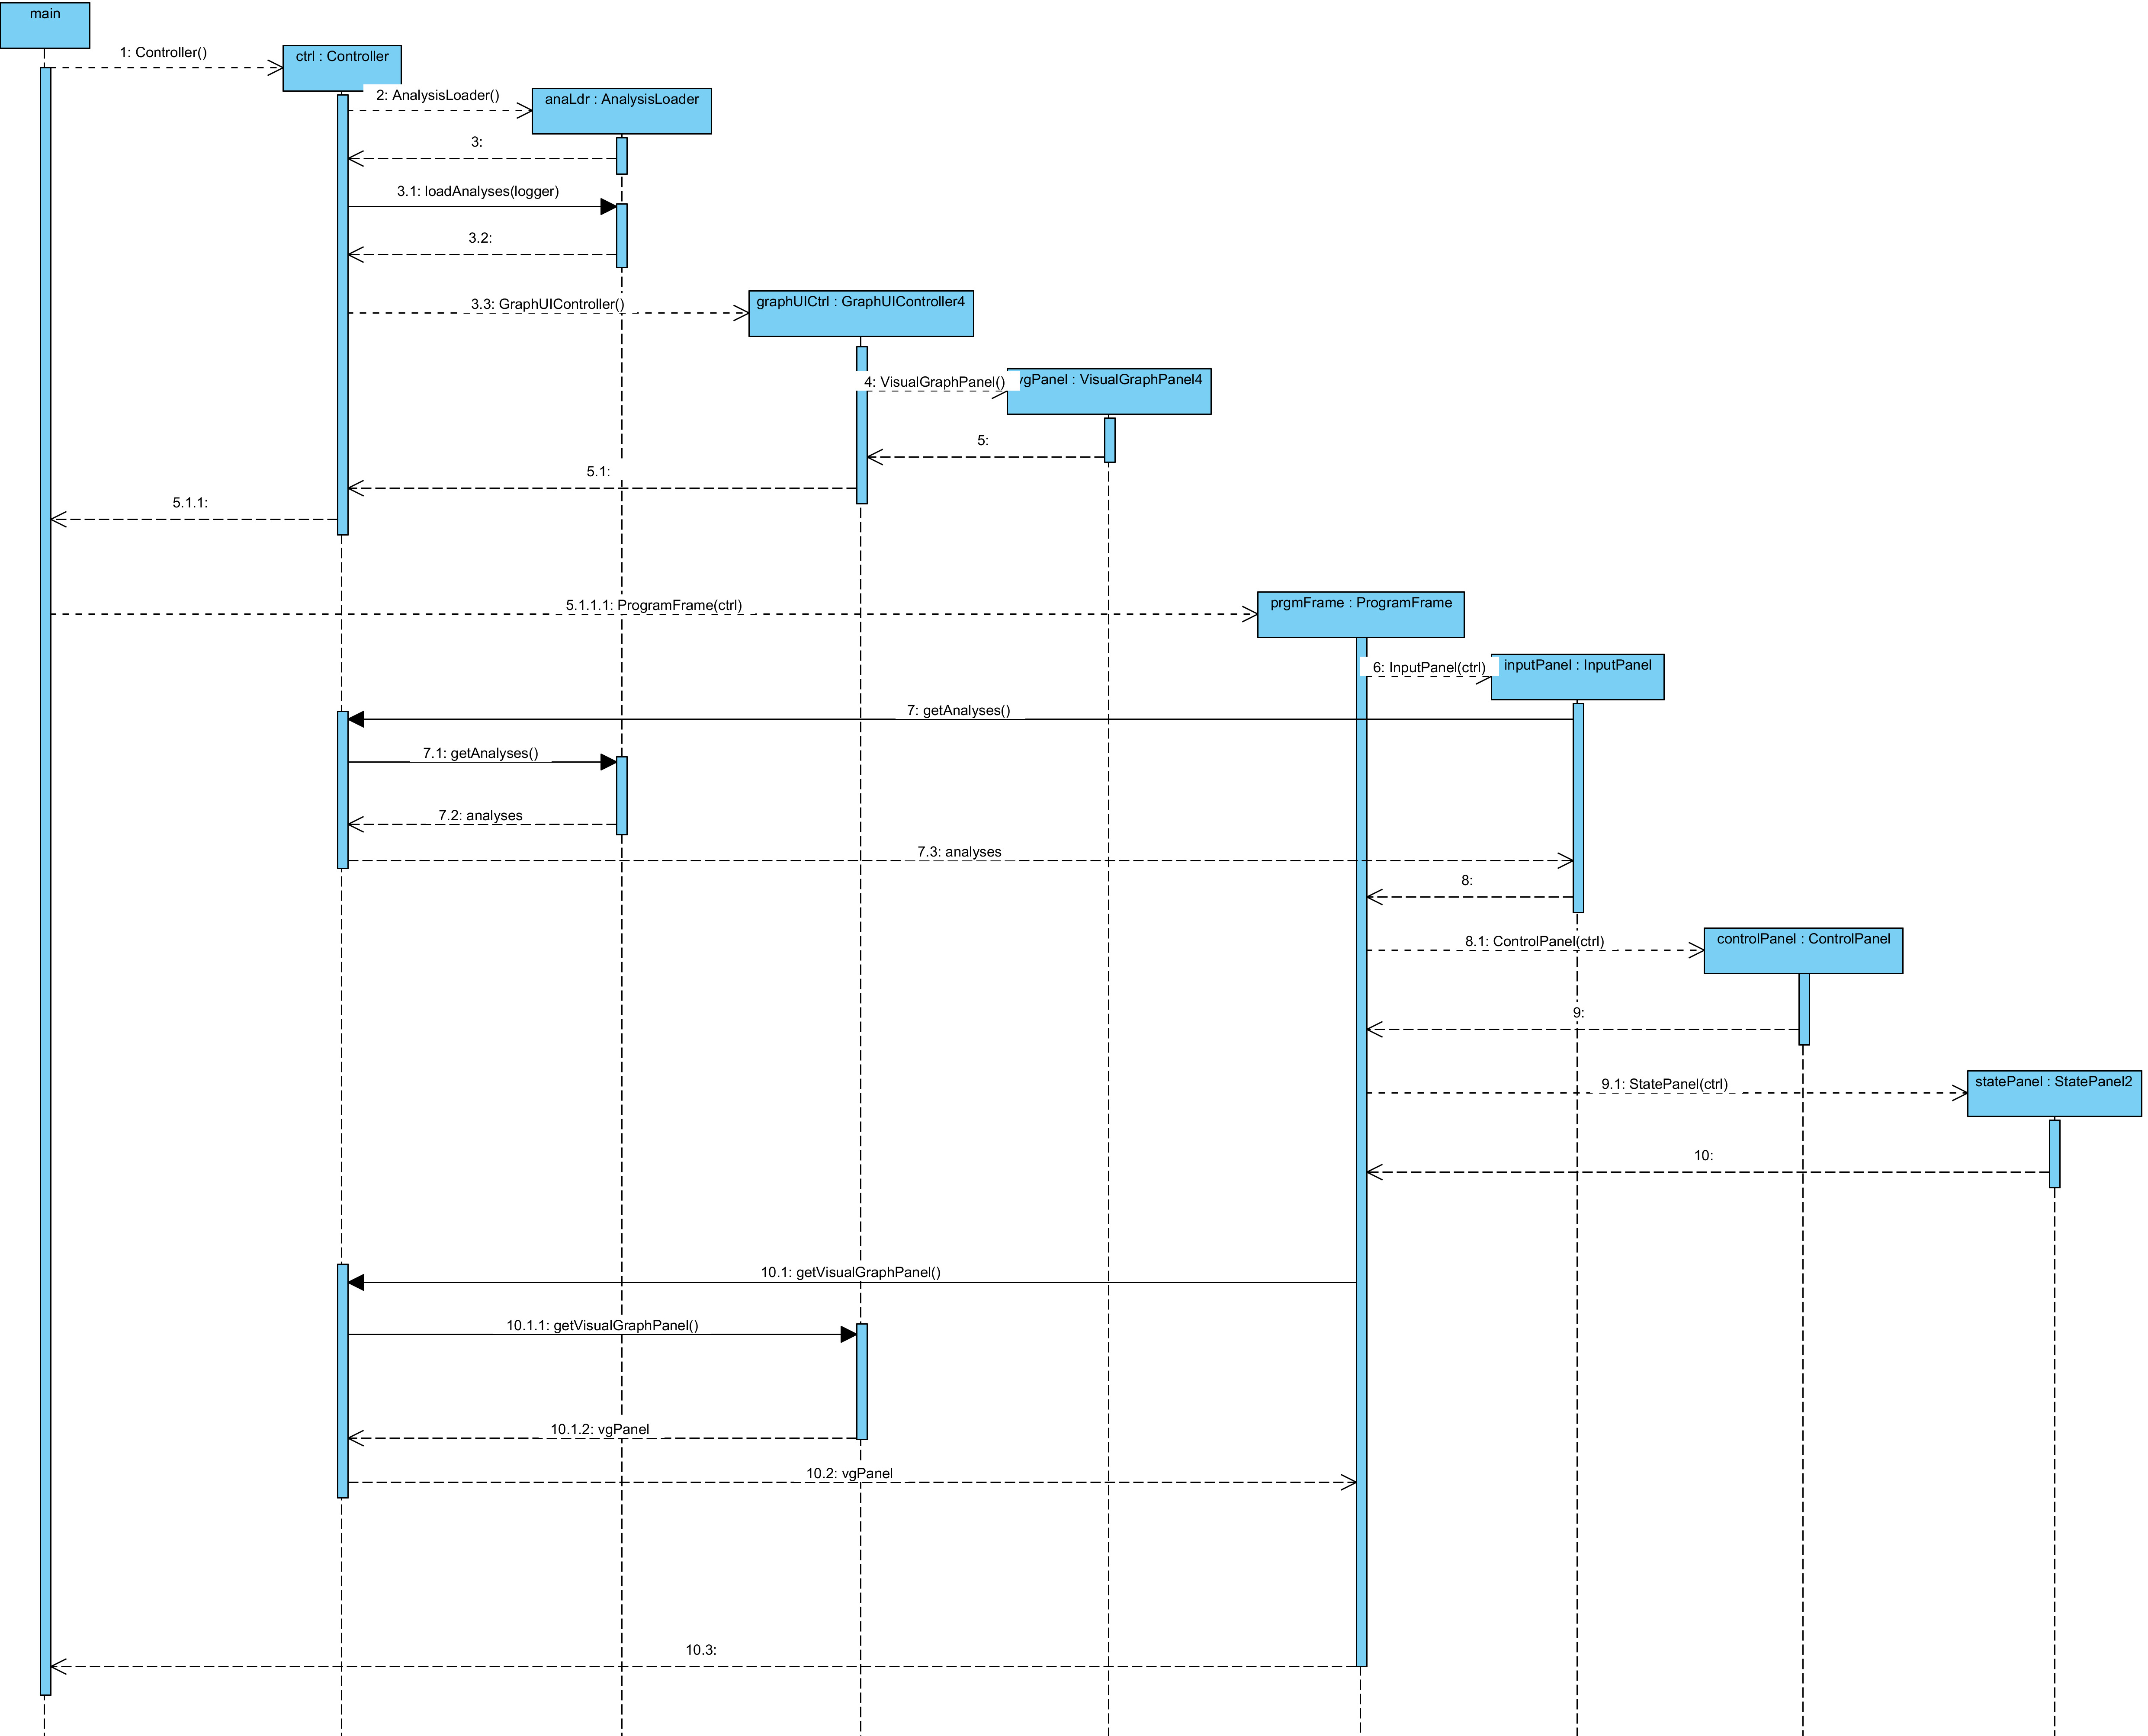 main
1: Controller()
ctrl : Controller
2: AnalysisLoader()
anaLdr : AnalysisLoader
3:
3.1: loadAnalyses(logger)
3.2:
3.3: GraphUIController()
graphUICtrl : GraphUIController4
4: VisualGraphPanel()
vgPanel : VisualGraphPanel4
5:
5.1:
5.1.1:
5.1.1.1: ProgramFrame(ctrl)
prgmFrame : ProgramFrame
6: InputPanel(ctrl)
inputPanel : InputPanel
7: getAnalyses()
7.1: getAnalyses()
7.2: analyses
7.3: analyses
8:
8.1: ControlPanel(ctrl)
controlPanel : ControlPanel
9:
9.1: StatePanel(ctrl)
statePanel : StatePanel2
10:
10.1: getVisualGraphPanel()
10.1.1: getVisualGraphPanel()
10.1.2: vgPanel
10.2: vgPanel
10.3: